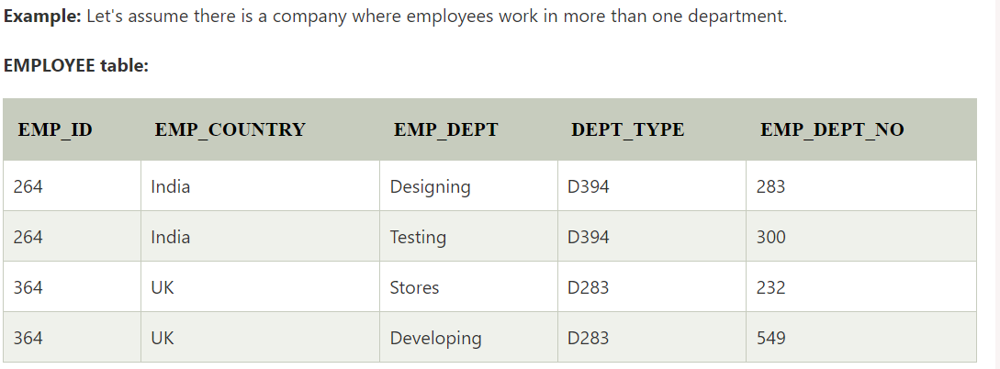 Example: Let's assume there is a company where employees work in more than one department.
EMPLOYEE table:
EMP_ID EMP_COUNTRY EMP_DEPT DEPT_TYPE EMP_DEPT_NO
264 India Designing D394 283
264 India Testing D394 300
364 UK Stores D283 232
364 UK Developing D283 549